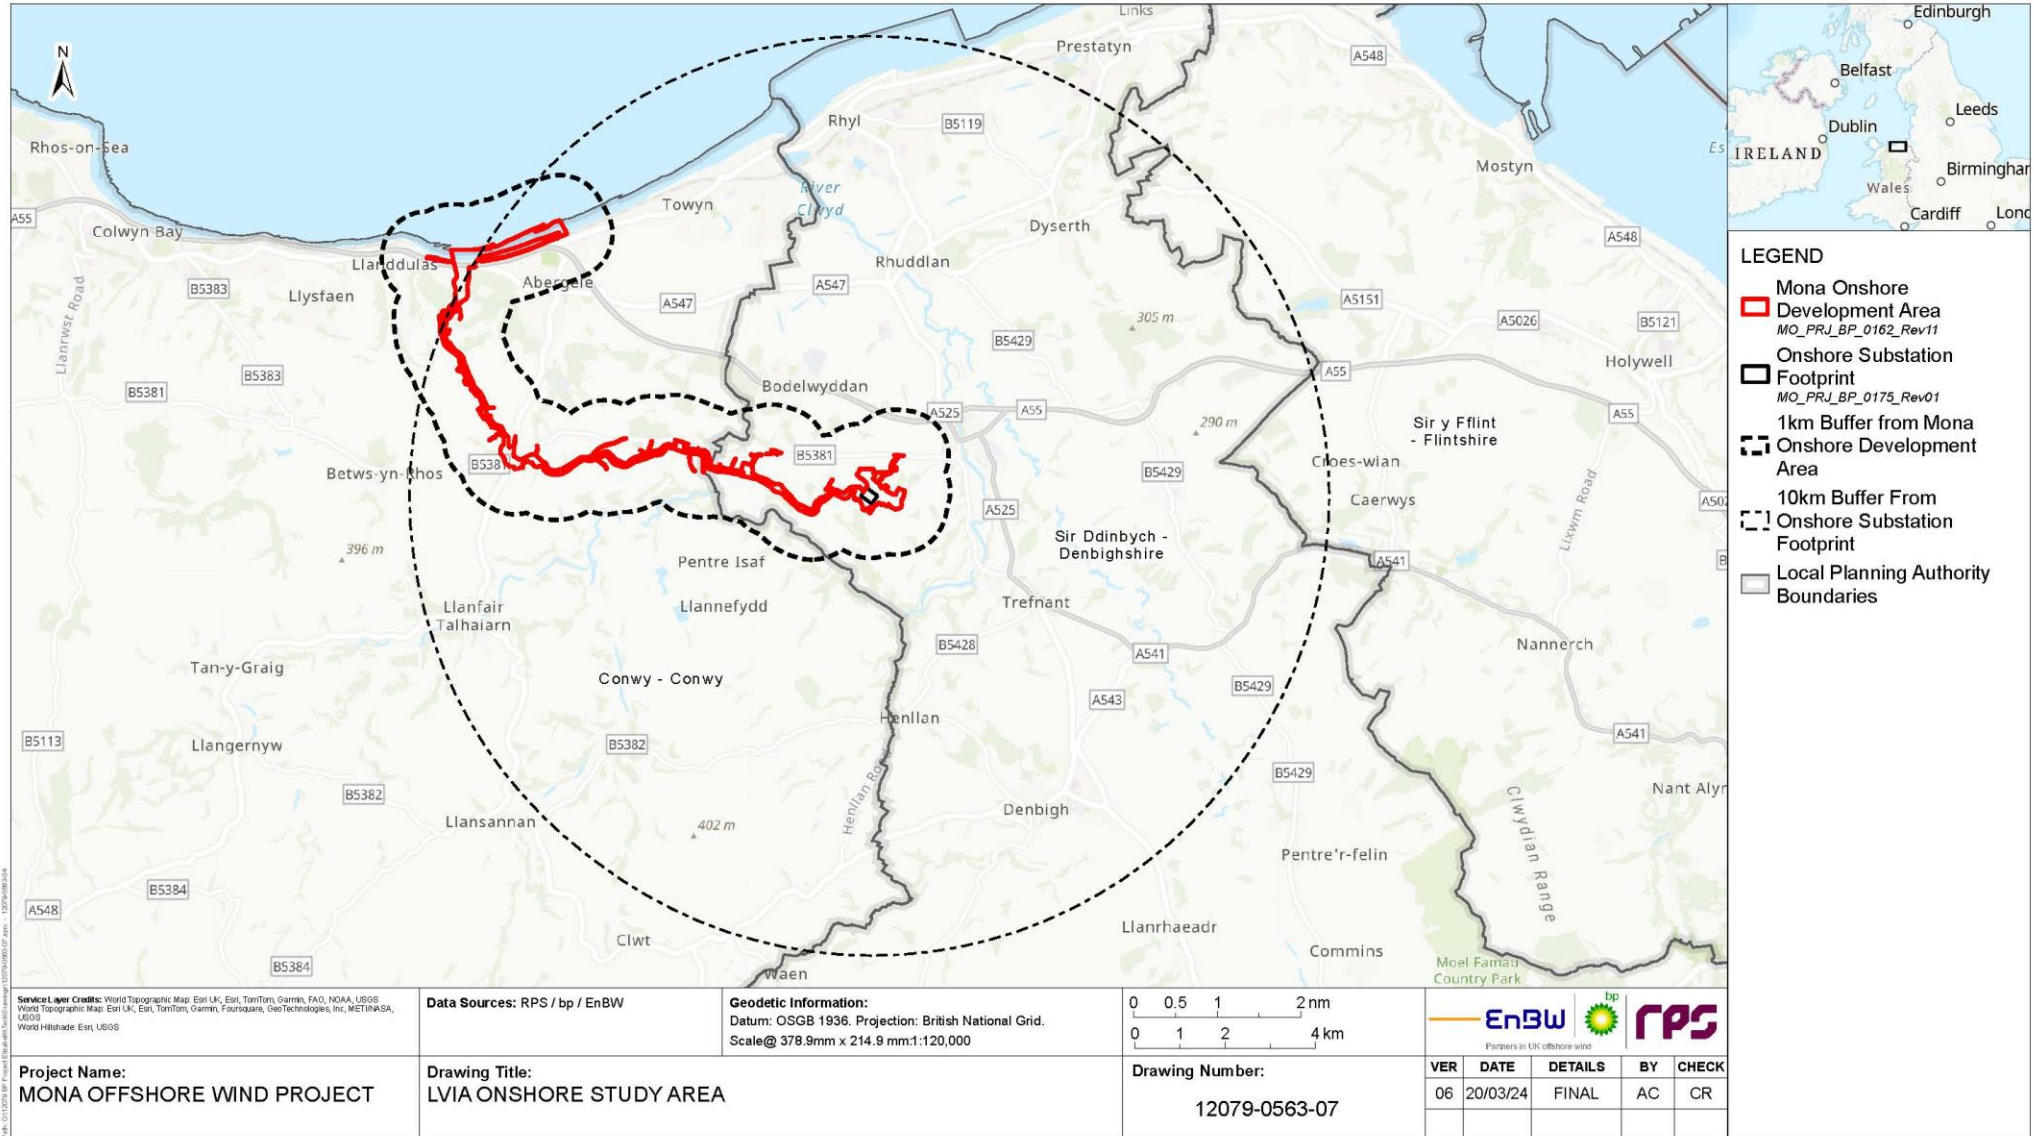 N
Links
Prestatyn
A548
Rhyl
B5119
Rhos-on-Sea
Mostyn
River
Clwyd
Towyn
A55
Colwyn Bay
Dyserth
A548
Llanddulas
Rhuddlan
Abergele
B5383
Llysfaen
A547
A547
A5151
A5026
B5121
305 m
Llanrwst Road
B5429
Holywell
B5383
A55
B5381
Bodelwyddan
A525
A55
A55
290 m
Sir y Fflint
- Flintshire
B5381
B5381
Croes-wian
Betws-yn-Rhos
B5429
Caerwys
A525
Lixwm Road
Sir Ddinbych -
Denbighshire
396 m
Pentre Isaf
A541
Llanfair
Talhaiarn
Llannefydd
Trefnant
B5428
Nannerch
A541
Tan-y-Graig
Conwy - Conwy
B5429
A543
Henllan
B5113
Llangernyw
B5382
A541
B5429
B5382
Denbigh
Llansannan
402 m
Clwydian Range
Pentre'r-felin
B5384
A548
Llanrhaeadr
Clwt
Commins
B5384
Waen
Moel Famau
Country Park
Edinburgh
Belfast
Leeds
Dublin
IRELAND
Wales
Cardiff
LEGEND
Mona Onshore
Development Area
MO_PRJ_BP_0162_Rev11
Onshore Substation
Footprint
MO_PRJ_BP_0175_Rev01
1km Buffer from Mona
Onshore Development
Area
10km Buffer From
Onshore Substation
Footprint
Local Planning Authority
Boundaries
Service Layer Credits: World Topographic Map: Esri UK, Esri, TomTom, Garmin, FAO, NOAA, USGS
World Topographic Map: Esri UK, Esri, TomTom, Garmin, Foursquare, GeoTechnologies, Inc, METI/NASA,
USGS
World Hillshade: Esri, USGS
Data Sources: RPS / bp / EnBW
Geodetic Information:
Datum: OSGB 1936. Projection: British National Grid.
Scale@ 378.9mm x 214.9 mm:1:120,000
0 0.5 1 2 nm
0 1 2 4 km
EnBW
bp
rps
Partners in UK offshore wind
Project Name:
MONA OFFSHORE WIND PROJECT
Drawing Title:
LVIA ONSHORE STUDY AREA
Drawing Number:
12079-0563-07
VER DATE DETAILS BY CHECK
06 20/03/24 FINAL AC CR